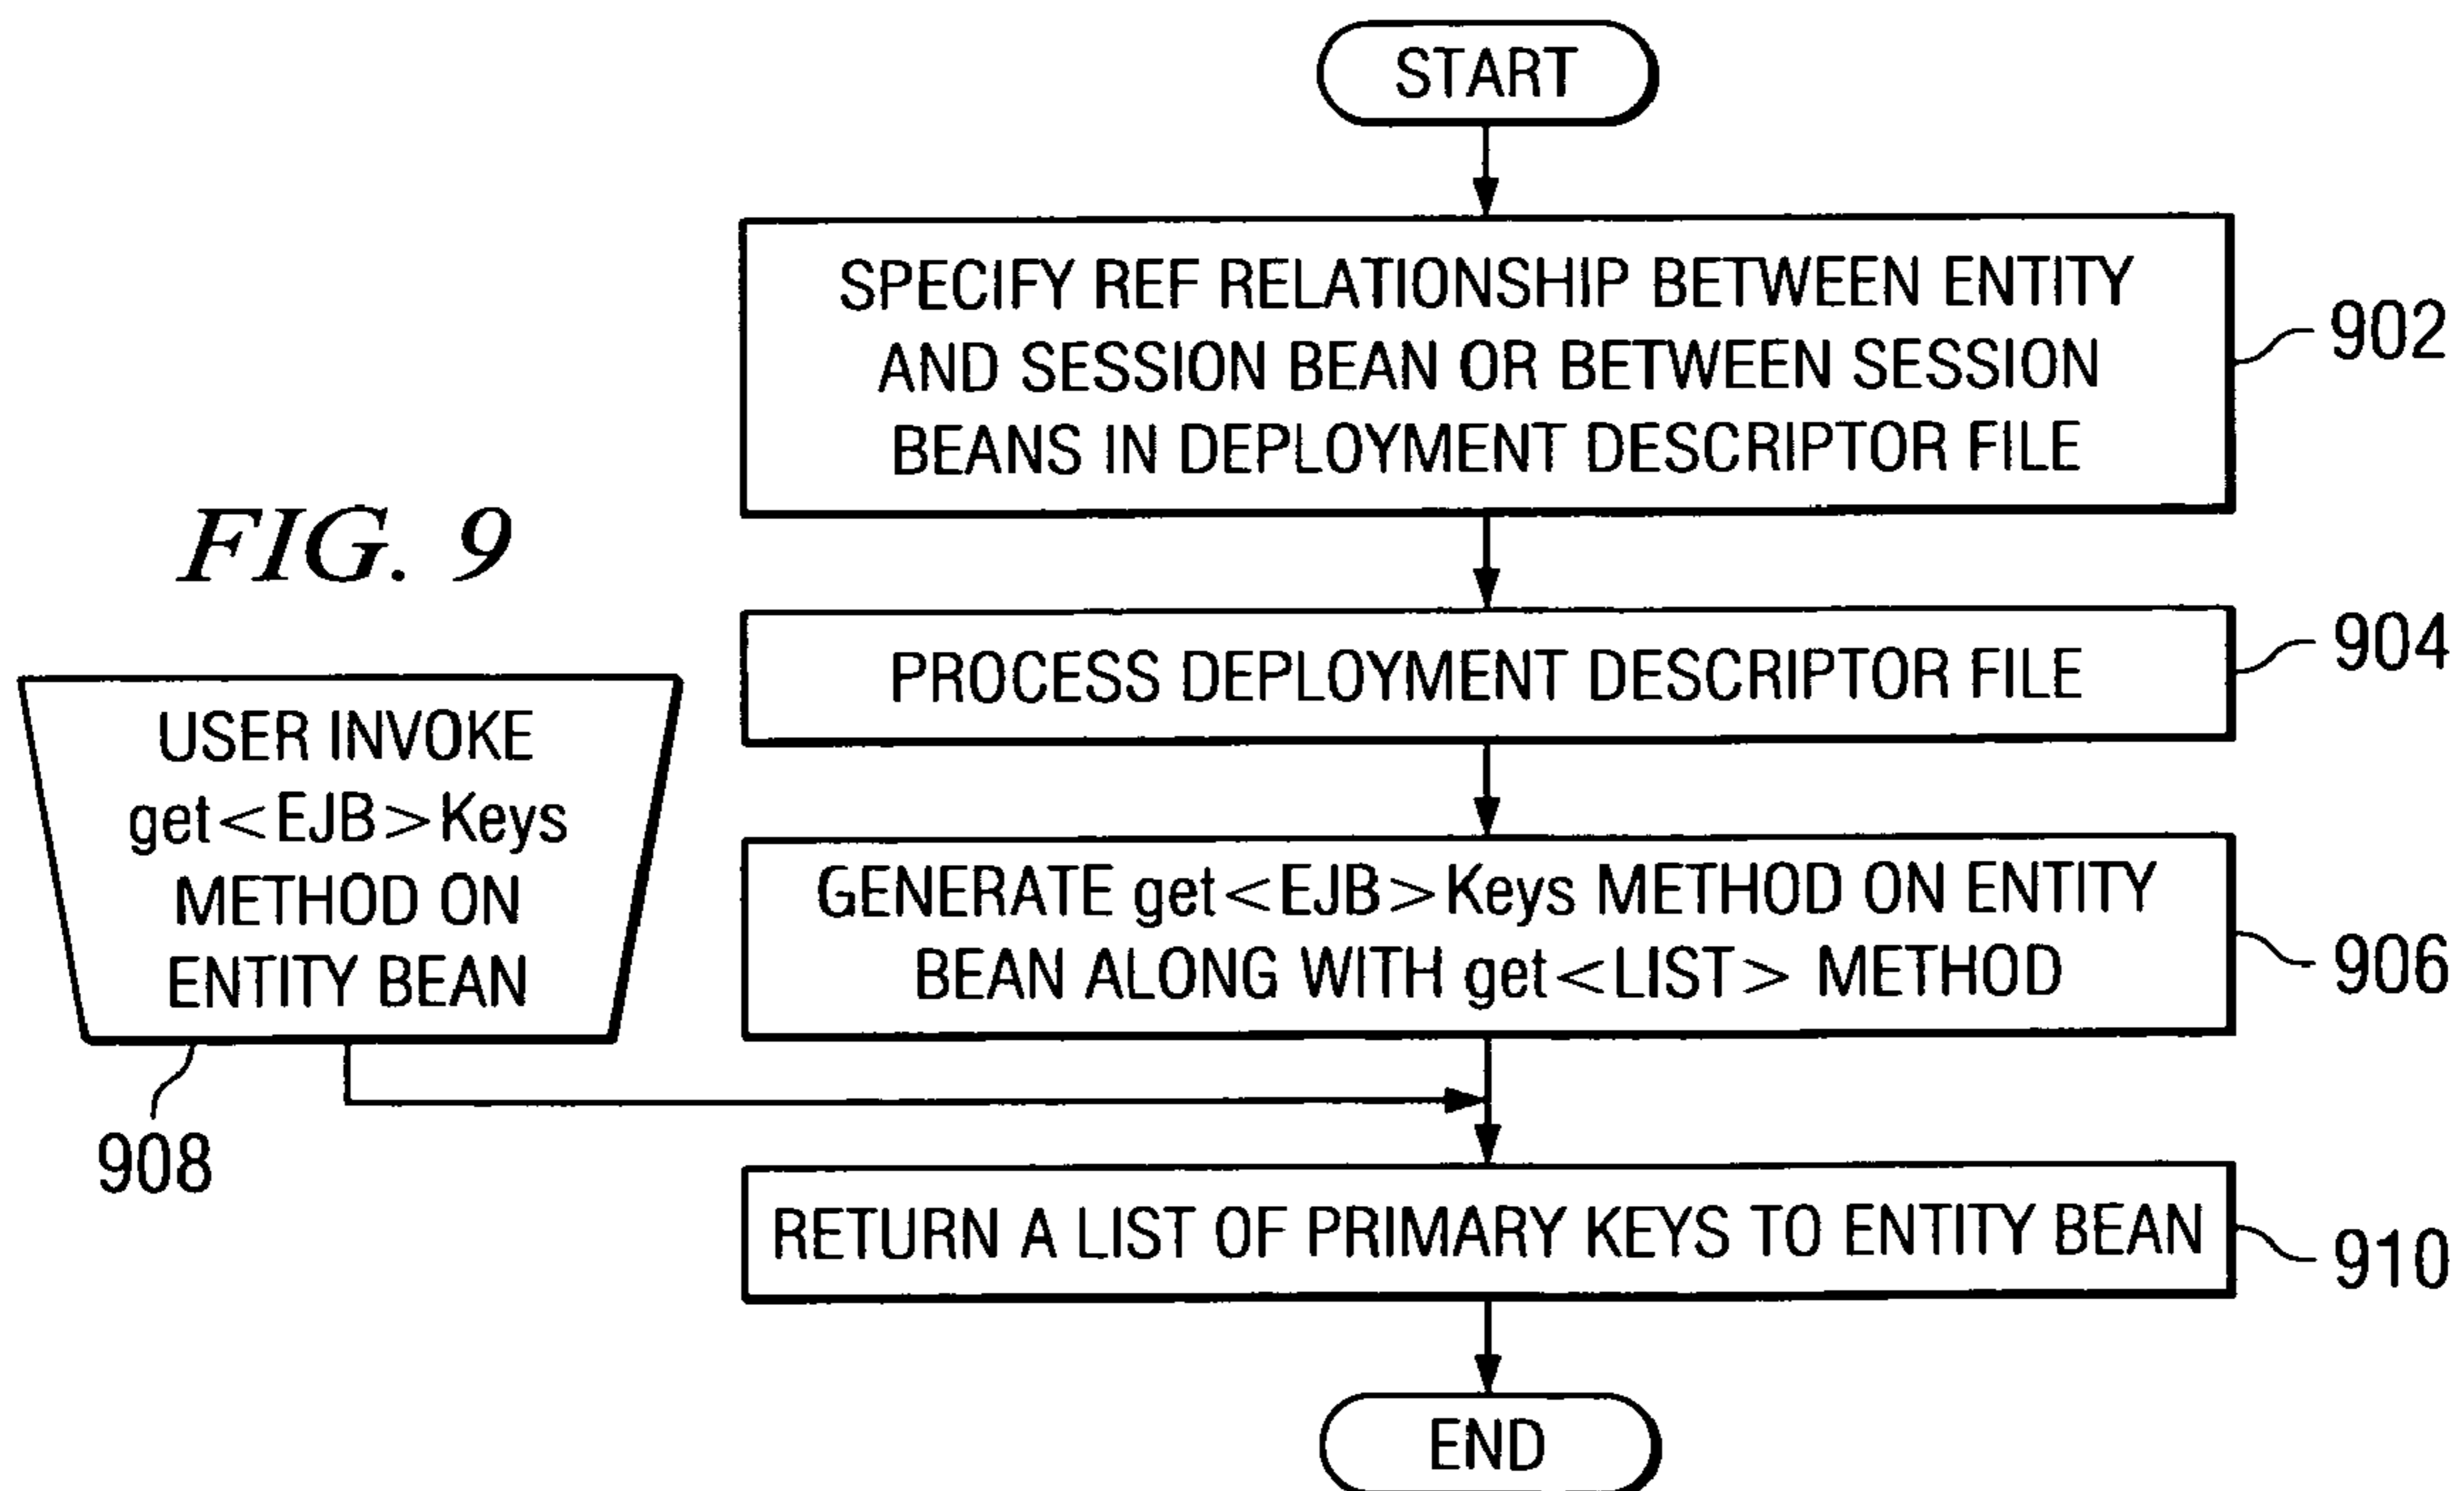 START
SPECIFY REF RELATIONSHIP BETWEEN ENTITY
AND SESSION BEAN OR BETWEEN SESSION
BEANS IN DEPLOYMENT DESCRIPTOR FILE
902
FIG. 9
PROCESS DEPLOYMENT DESCRIPTOR FILE
904
USER INVOKE
get<EJB>Keys
METHOD ON
ENTITY BEAN
908
GENERATE get<EJB>Keys METHOD ON ENTITY
BEAN ALONG WITH get<LIST> METHOD
906
RETURN A LIST OF PRIMARY KEYS TO ENTITY BEAN
910
END